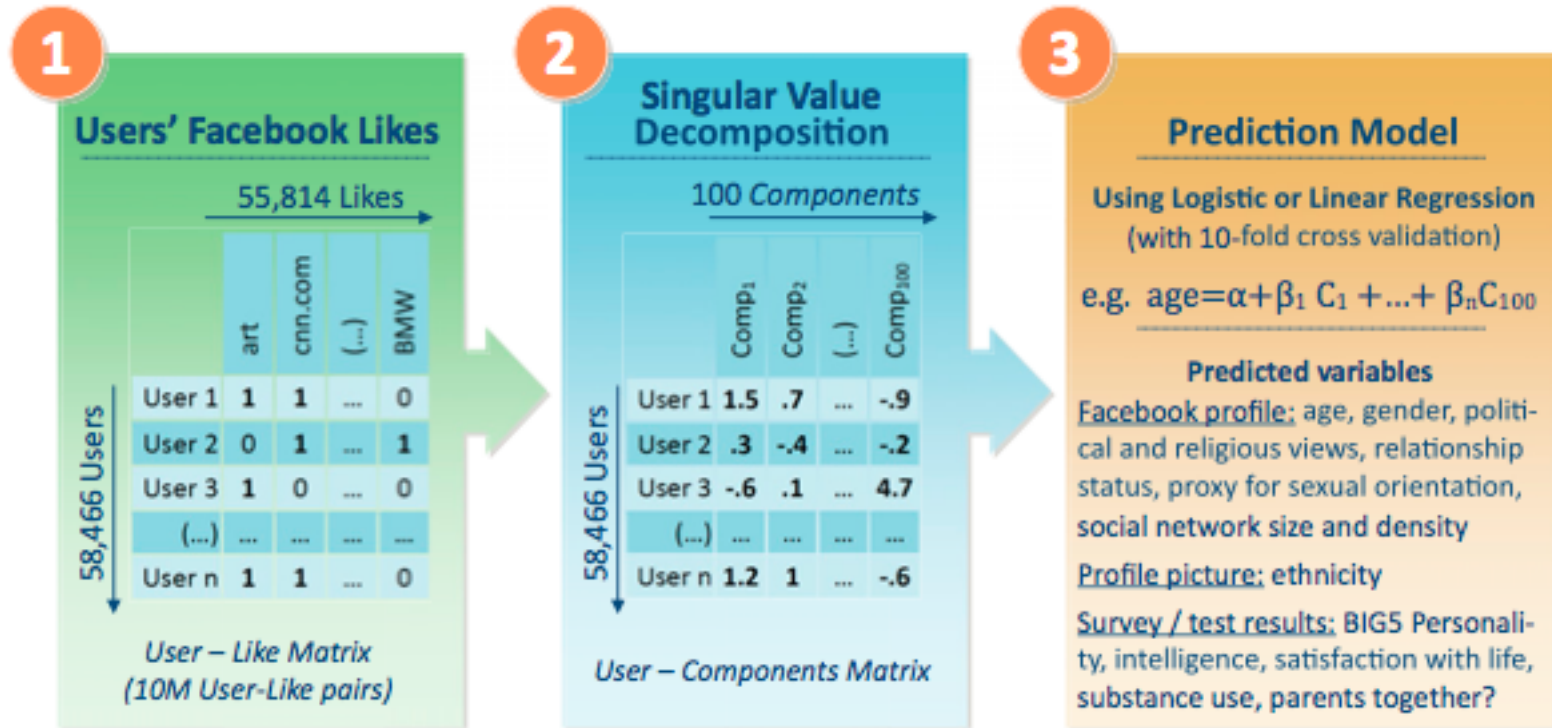 1
Users' Facebook Likes
55,814 Likes
art cnn.com (...) BMW
58,466 Users
User 1 1 1 ... 0
User 2 0 1 ... 1
User 3 1 0 ... 0
(...) ... ... ... ...
User n 1 1 ... 0
User – Like Matrix
(10M User-Like pairs)
2
Singular Value
Decomposition
100 Components
Comp₁ Comp₂ (...) Comp₁₀₀
58,466 Users
User 1 1.5 .7 ... -.9
User 2 .3 -.4 ... -.2
User 3 -.6 .1 ... 4.7
(...) ... ... ... ...
User n 1.2 1 ... -.6
User – Components Matrix
3
Prediction Model
Using Logistic or Linear Regression
(with 10-fold cross validation)
e.g. age=α+β₁ C₁ +...+ βₙC₁₀₀
Predicted variables
Facebook profile: age, gender, politi-
cal and religious views, relationship
status, proxy for sexual orientation,
social network size and density
Profile picture: ethnicity
Survey / test results: BIG5 Personali-
ty, intelligence, satisfaction with life,
substance use, parents together?